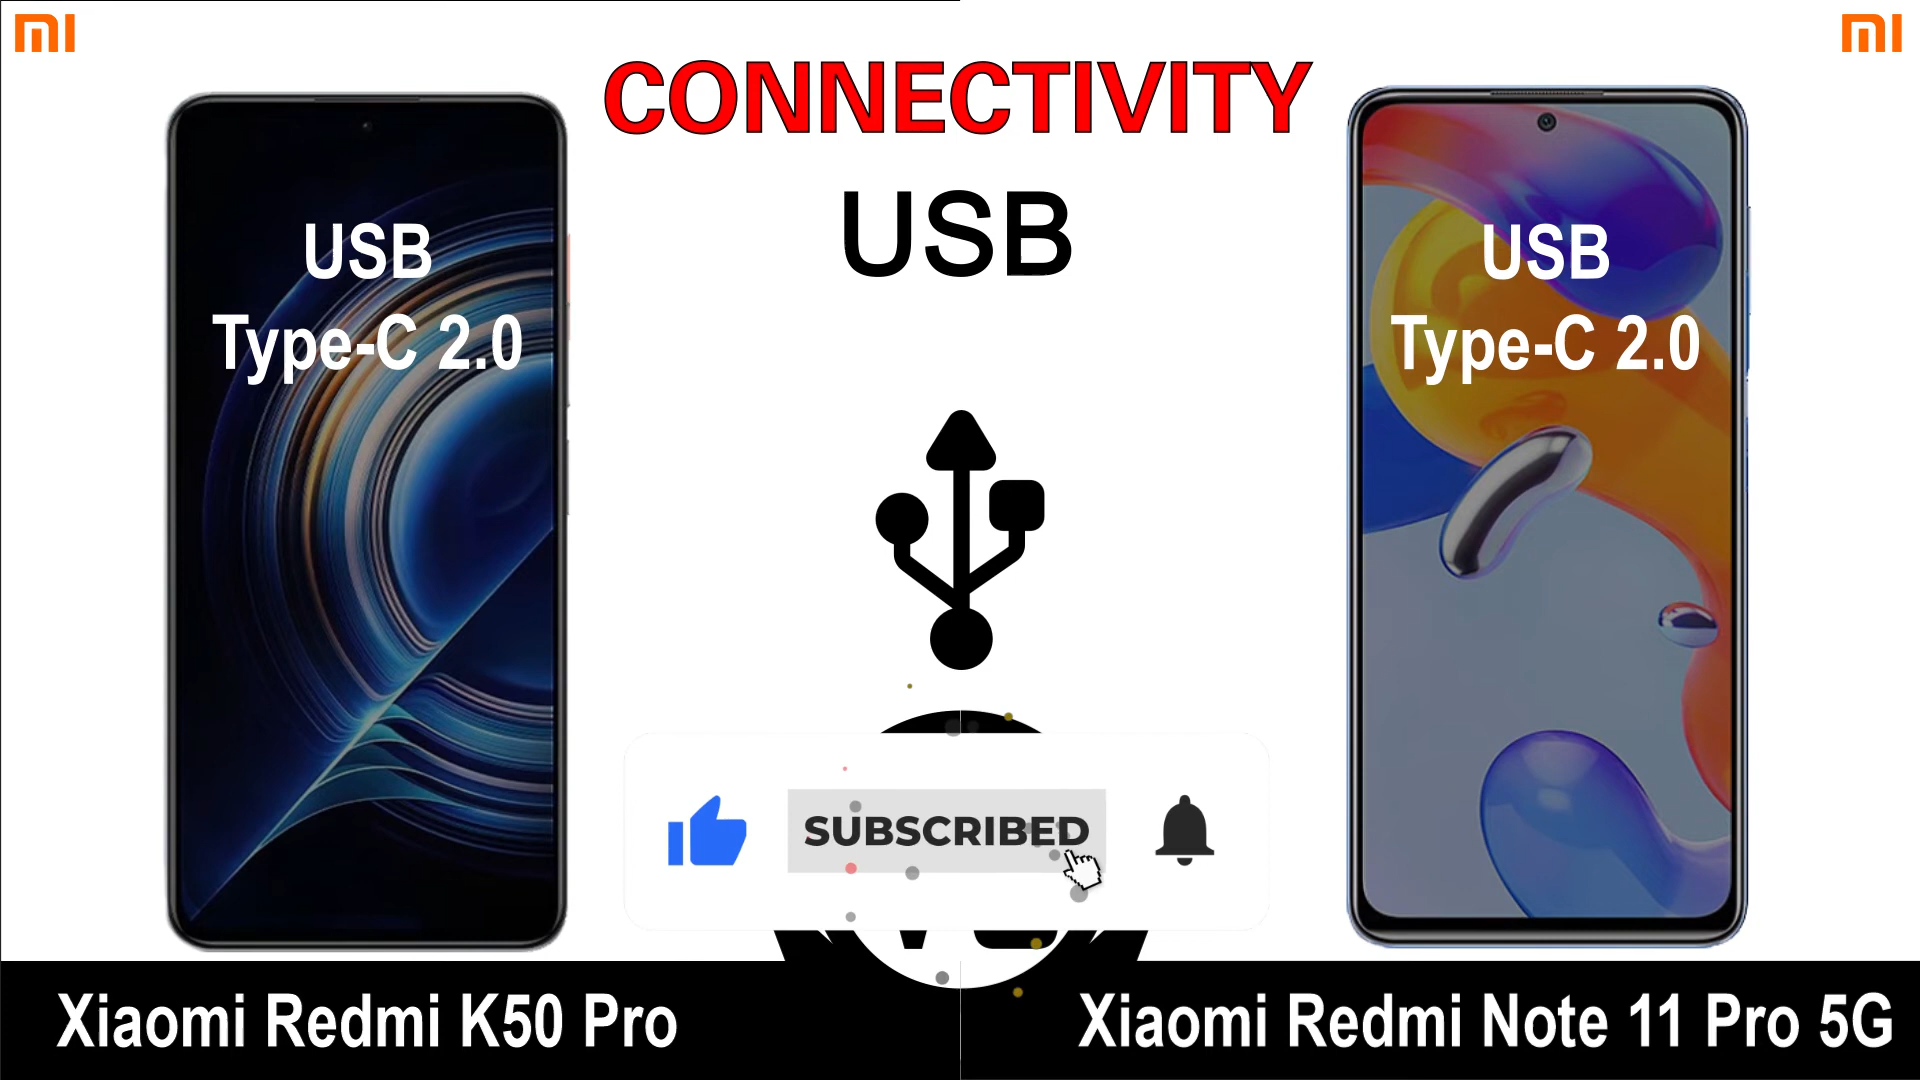 CONNECTIVITY
USB
USB
Type-C 2.0
USB
Type-C 2.0
SUBSCRIBED
Xiaomi Redmi K50 Pro
Xiaomi Redmi Note 11 Pro 5G